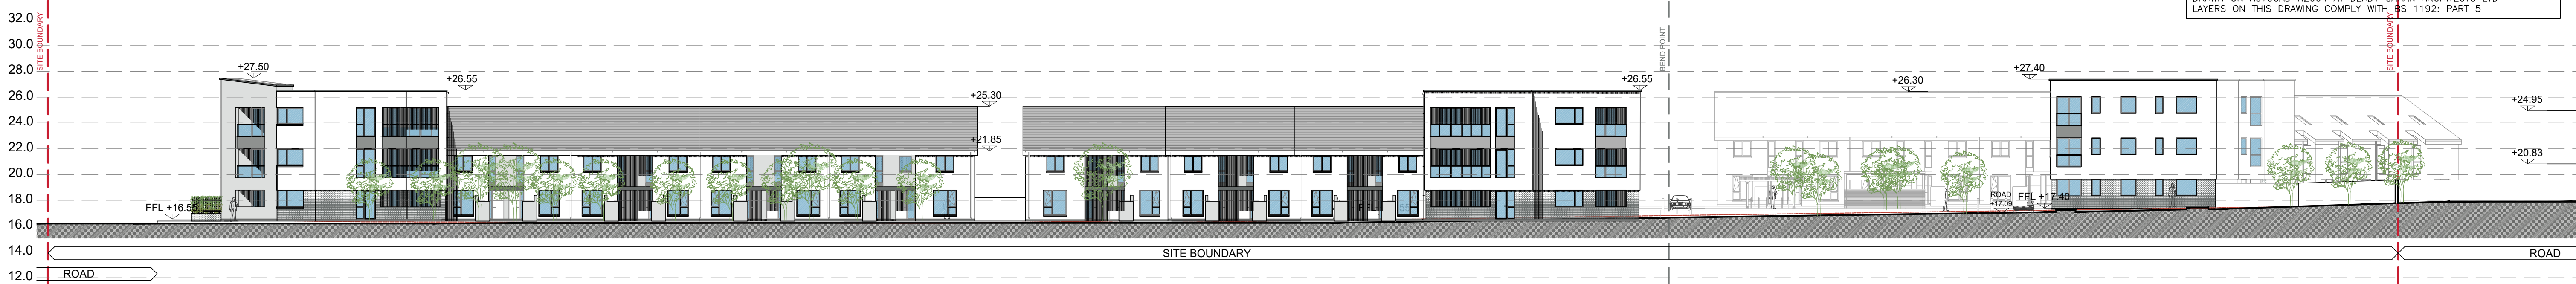 LAYERS ON THIS DRAWING COMPLY WITH BS 1192: PART 5
32.0
30.0
28.0
26.0
24.0
22.0
20.0
18.0
16.0
14.0
12.0
SITE BOUNDARY
+27.50
+26.55
+25.30
+21.85
+26.55
BEND POINT
+26.30
+27.40
SITE BOUNDARY
+24.95
+20.83
FFL +16.55
FFL
ROAD
+17.09
FFL +17.40
SITE BOUNDARY
ROAD
ROAD